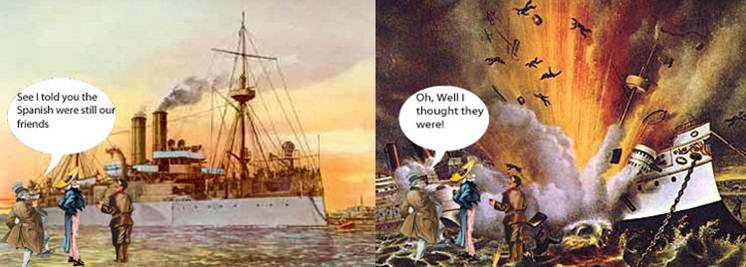 See I told you the
Spanish were still our
friends
Oh, Well I
thought they
were!